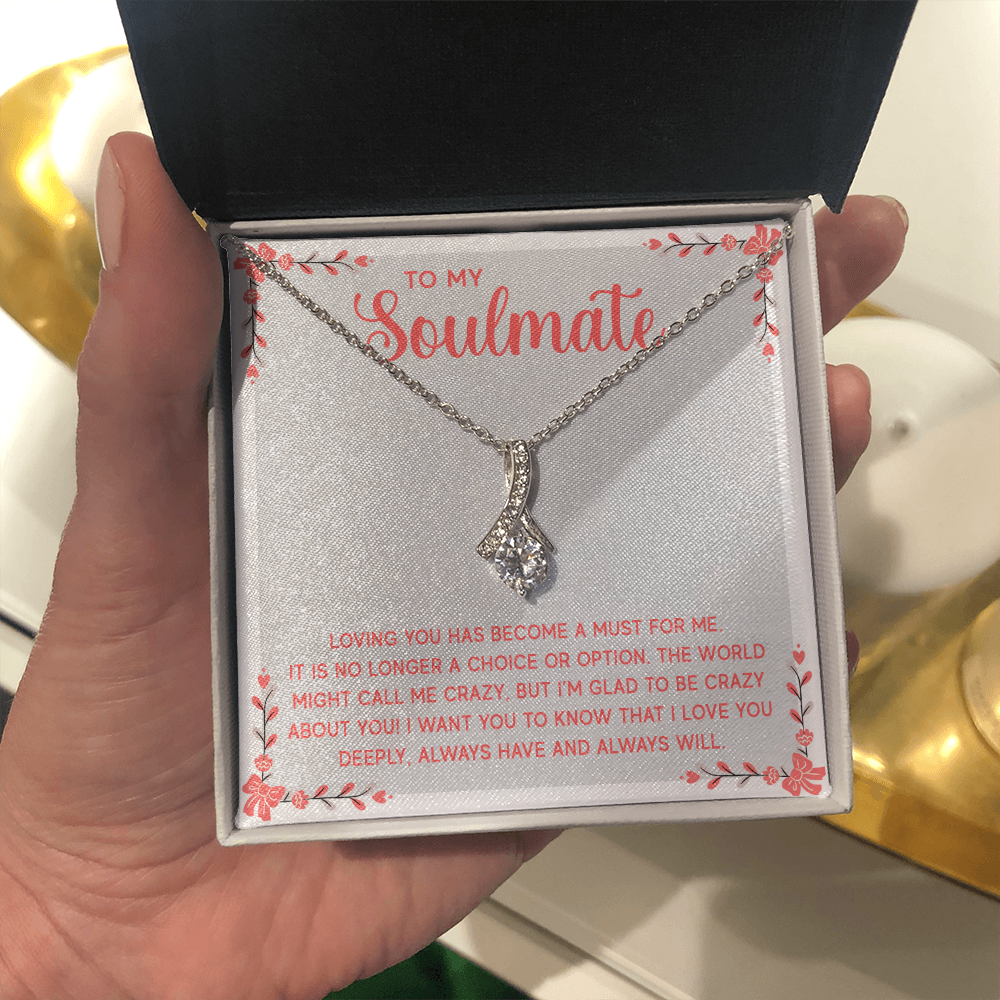 TO MY
Soulmate
LOVING YOU HAS BECOME A MUST FOR ME.
IT IS NO LONGER A CHOICE OR OPTION. THE WORLD
MIGHT CALL ME CRAZY, BUT I'M GLAD TO BE CRAZY
ABOUT YOU! I WANT YOU TO KNOW THAT I LOVE YOU
DEEPLY, ALWAYS HAVE AND ALWAYS WILL.